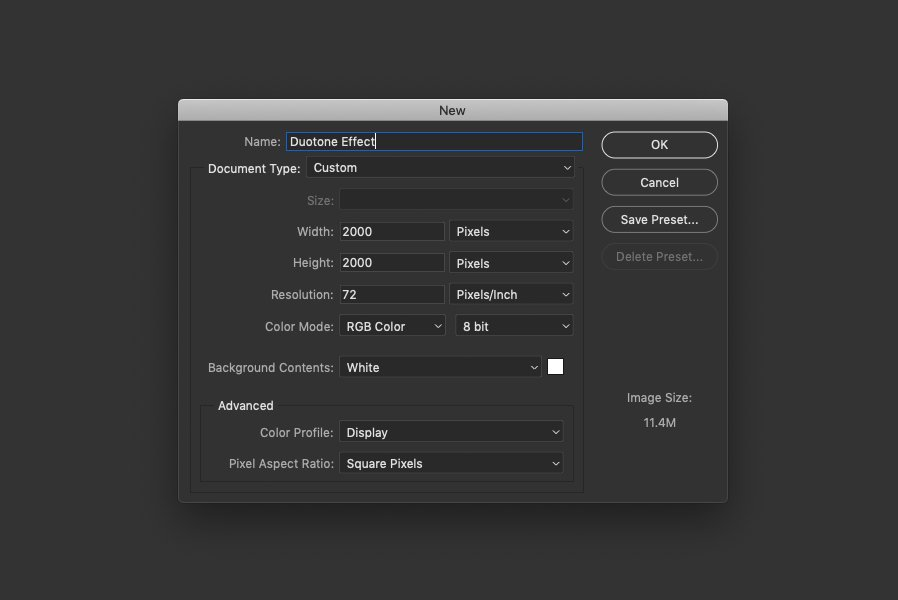 New
Name: Duotone Effect
OK
Document Type: Custom
Cancel
Size:
Save Preset...
Width: 2000 Pixels
Height: 2000 Pixels
Delete Preset...
Resolution: 72 Pixels/Inch
Color Mode: RGB Color 8 bit
Background Contents: White
Image Size:
11.4M
Advanced
Color Profile: Display
Pixel Aspect Ratio: Square Pixels